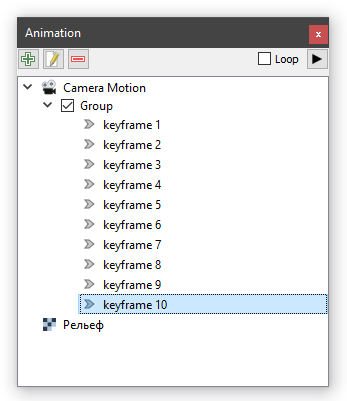 Animation
x
Loop
Camera Motion
Group
keyframe 1
keyframe 2
keyframe 3
keyframe 4
keyframe 5
keyframe 6
keyframe 7
keyframe 8
keyframe 9
keyframe 10
Рельеф